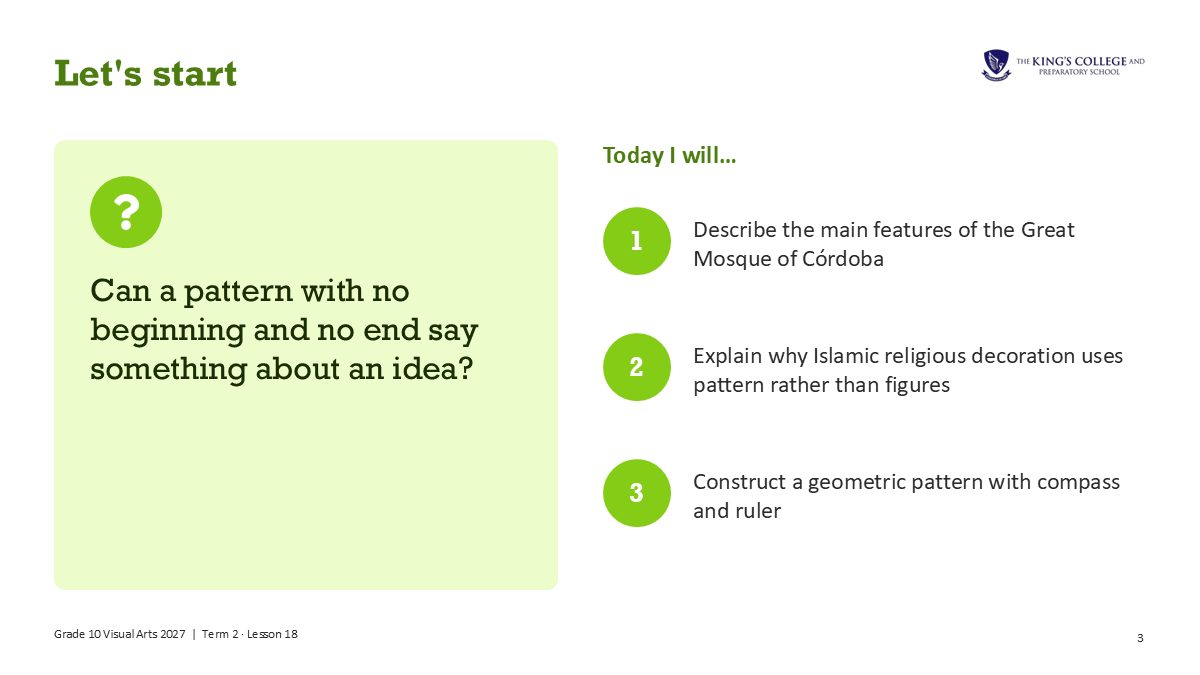 Let's start
THE KING'S COLLEGE AND
PREPARATORY SCHOOL
?
Can a pattern with no
beginning and no end say
something about an idea?
Today I will...
1
Describe the main features of the Great
Mosque of Córdoba
2
Explain why Islamic religious decoration uses
pattern rather than figures
3
Construct a geometric pattern with compass
and ruler
Grade 10 Visual Arts 2027 | Term 2 · Lesson 18
3